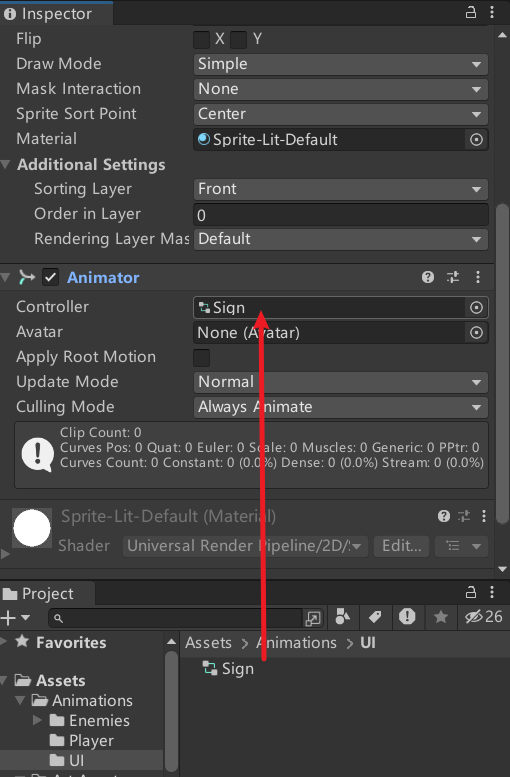 Inspector
Flip X Y
Draw Mode Simple
Mask Interaction None
Sprite Sort Point Center
Material Sprite-Lit-Default
Additional Settings
Sorting Layer Front
Order in Layer 0
Rendering Layer Mas Default
Animator
Controller Sign
Avatar None (Avatar)
Apply Root Motion
Update Mode Normal
Culling Mode Always Animate
Clip Count: 0
Curves Pos: 0 Quat: 0 Euler: 0 Scale: 0 Muscles: 0 Generic: 0 PPtr: 0
Curves Count: 0 Constant: 0 (0.0%) Dense: 0 (0.0%) Stream: 0 (0.0%)
Sprite-Lit-Default (Material)
Shader Universal Render Pipeline/2D/ Edit...
Project
26
Favorites
Assets > Animations > UI
Sign
Assets
Animations
Enemies
Player
UI